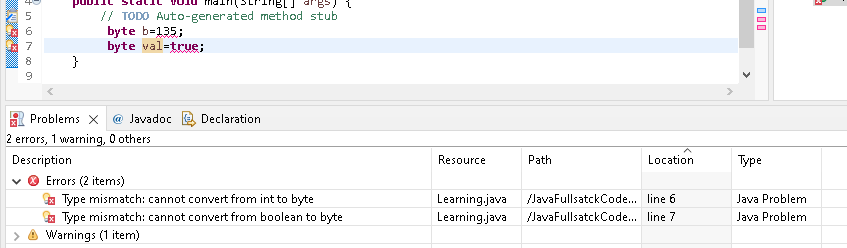 4 public static void main(String[] args) {
5 // TODO Auto-generated method stub
6 byte b=135;
7 byte val=true;
8 }
9
Problems Javadoc Declaration
2 errors, 1 warning, 0 others
Description Resource Path Location Type
Errors (2 items)
Type mismatch: cannot convert from int to byte Learning.java /JavaFullsatckCode... line 6 Java Problem
Type mismatch: cannot convert from boolean to byte Learning.java /JavaFullsatckCode... line 7 Java Problem
Warnings (1 item)